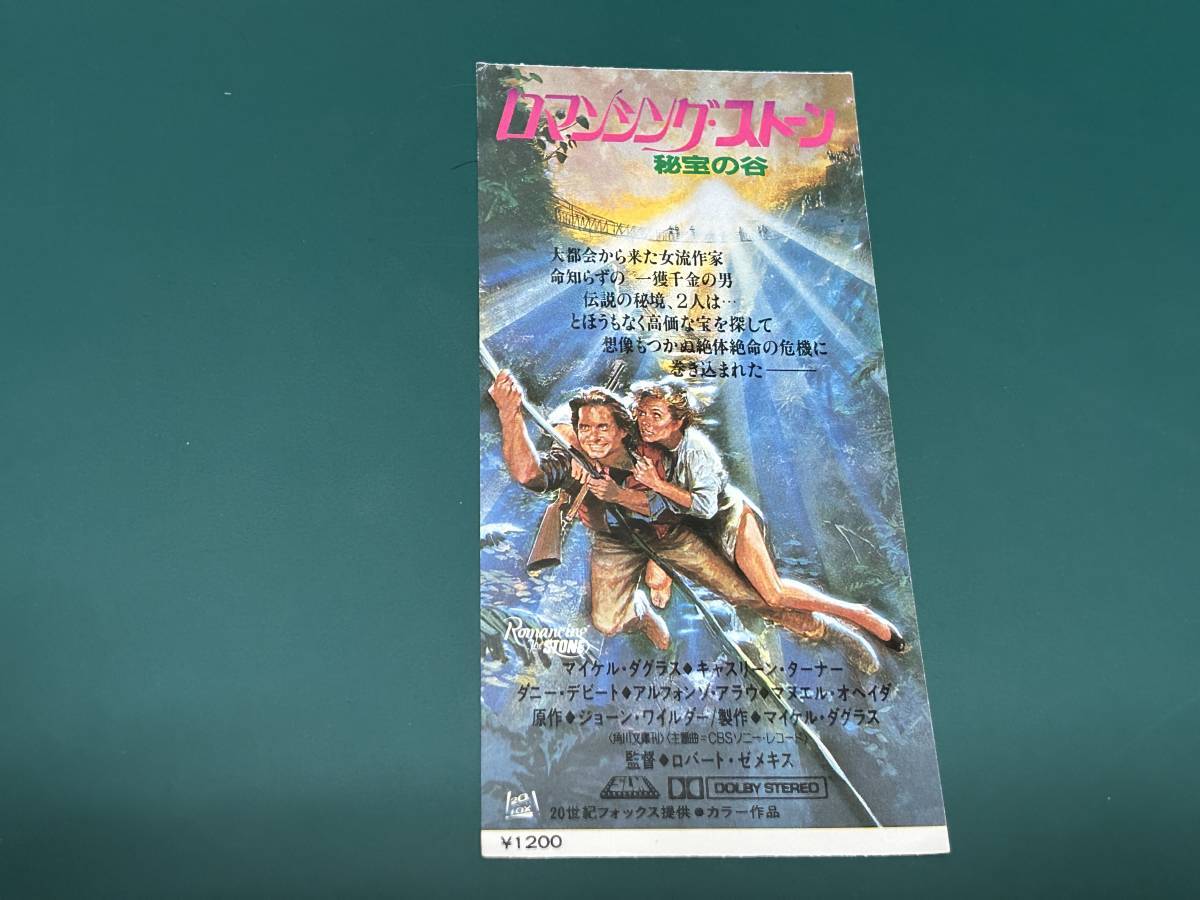 ロマンシング・ストーン
秘宝の谷
大都会から来た女流作家
命知らずの一獲千金の男
伝説の秘境、2人は…
とほうもなく高価な宝を探して
想像もつかぬ絶体絶命の危機に
巻き込まれた――
Romancing
the STONE
マイケル・ダグラス◆キャスリーン・ターナー
ダニー・デビート◆アルフォンゾ・アラウ◆マヌエル・オヘイダ
原作◆ジョーン・ワイルダー/製作◆マイケル・ダグラス
〈角川文庫刊〉〈主題曲=CBSソニー・レコード〉
監督◆ロバート・ゼメキス
DOLBY STEREO
20
FOX
20世紀フォックス提供●カラー作品
¥1200